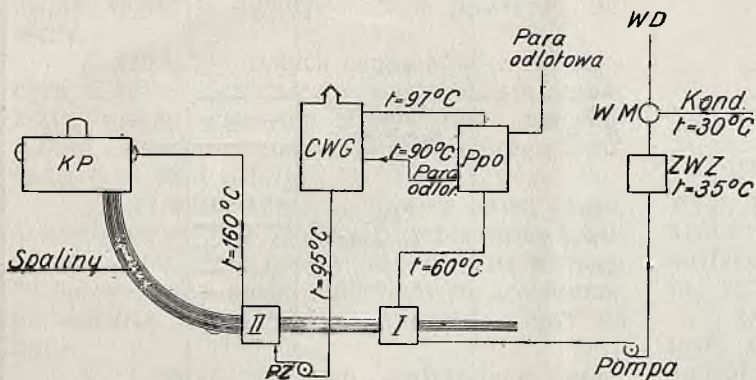 WD
Para
odlotowa
t=97°C
WM
Kond.
t=30°C
KP
CWG
t=90°C
Ppo
ZWZ
t=35°C
Para
odlot
t=160°C
t=95°C
Spaliny
t=60°C
II
I
PZ
Pompa